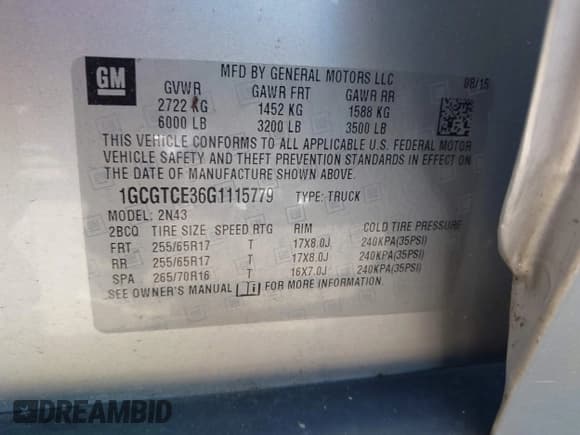 GM
MFD BY GENERAL MOTORS LLC 08/15
GVWR GAWR FRT GAWR RR
2722 KG 1452 KG 1588 KG
6000 LB 3200 LB 3500 LB
THIS VEHICLE CONFORMS TO ALL APPLICABLE U.S. FEDERAL MOTOR
VEHICLE SAFETY AND THEFT PREVENTION STANDARDS IN EFFECT ON
THE DATE OF MANUFACTURE SHOWN ABOVE.
1GCGTCE36G1115779 TYPE: TRUCK
MODEL: 2N43
2BCQ TIRE SIZE SPEED RTG RIM COLD TIRE PRESSURE
FRT 255/65R17 T 17X8.0J 240KPA(35PSI)
RR 255/65R17 T 17X8.0J 240KPA(35PSI)
SPA 265/70R16 T 16X7.0J 240KPA(35PSI)
SEE OWNER'S MANUAL FOR MORE INFORMATION.
DREAMBID